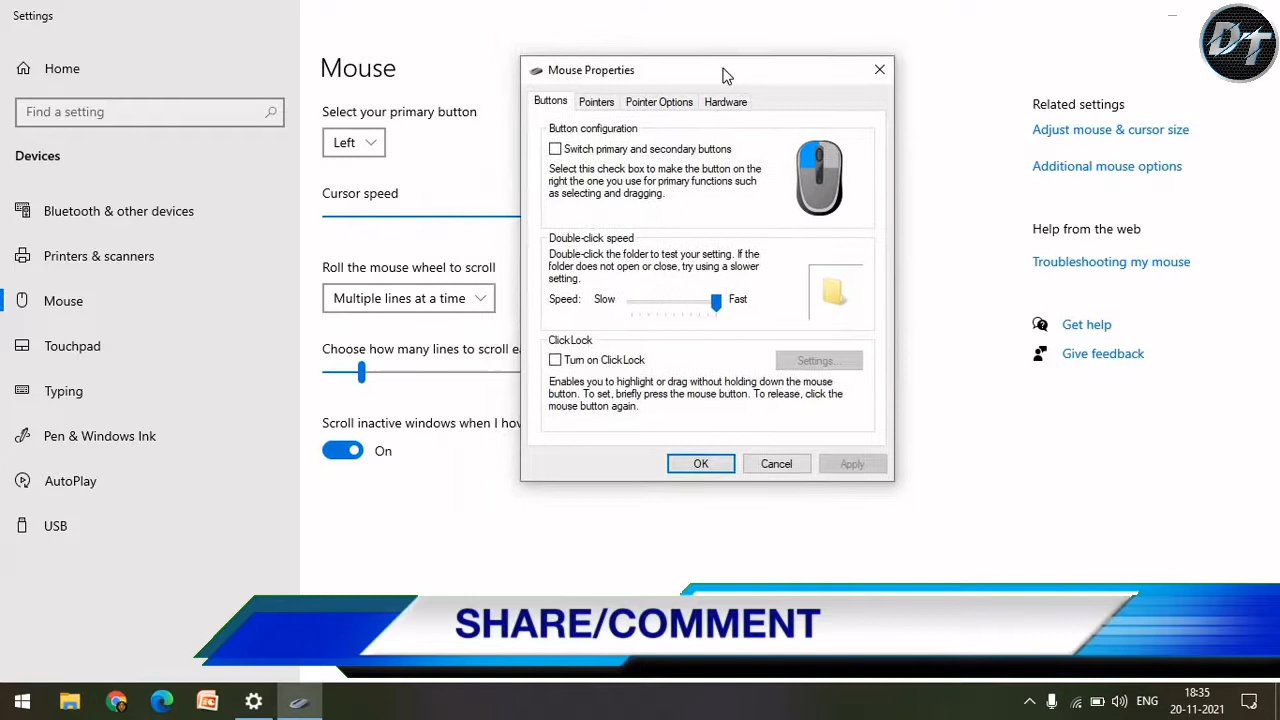 Settings
Home
Find a setting
Devices
Bluetooth & other devices
Printers & scanners
Mouse
Touchpad
Typing
Pen & Windows Ink
AutoPlay
USB
Mouse
Select your primary button
Left
Cursor speed
Roll the mouse wheel to scroll
Multiple lines at a time
Choose how many lines to scroll ea
Scroll inactive windows when I hov
On
Mouse Properties
Buttons
Pointers
Pointer Options
Hardware
Button configuration
Switch primary and secondary buttons
Select this check box to make the button on the
right the one you use for primary functions such
as selecting and dragging.
Double-click speed
Double-click the folder to test your setting. If the
folder does not open or close, try using a slower
setting.
Speed: Slow Fast
ClickLock
Turn on ClickLock
Settings...
Enables you to highlight or drag without holding down the mouse
button. To set, briefly press the mouse button. To release, click the
mouse button again.
OK
Cancel
Apply
DT
Related settings
Adjust mouse & cursor size
Additional mouse options
Help from the web
Troubleshooting my mouse
Get help
Give feedback
SHARE/COMMENT
ENG
18:35
20-11-2021